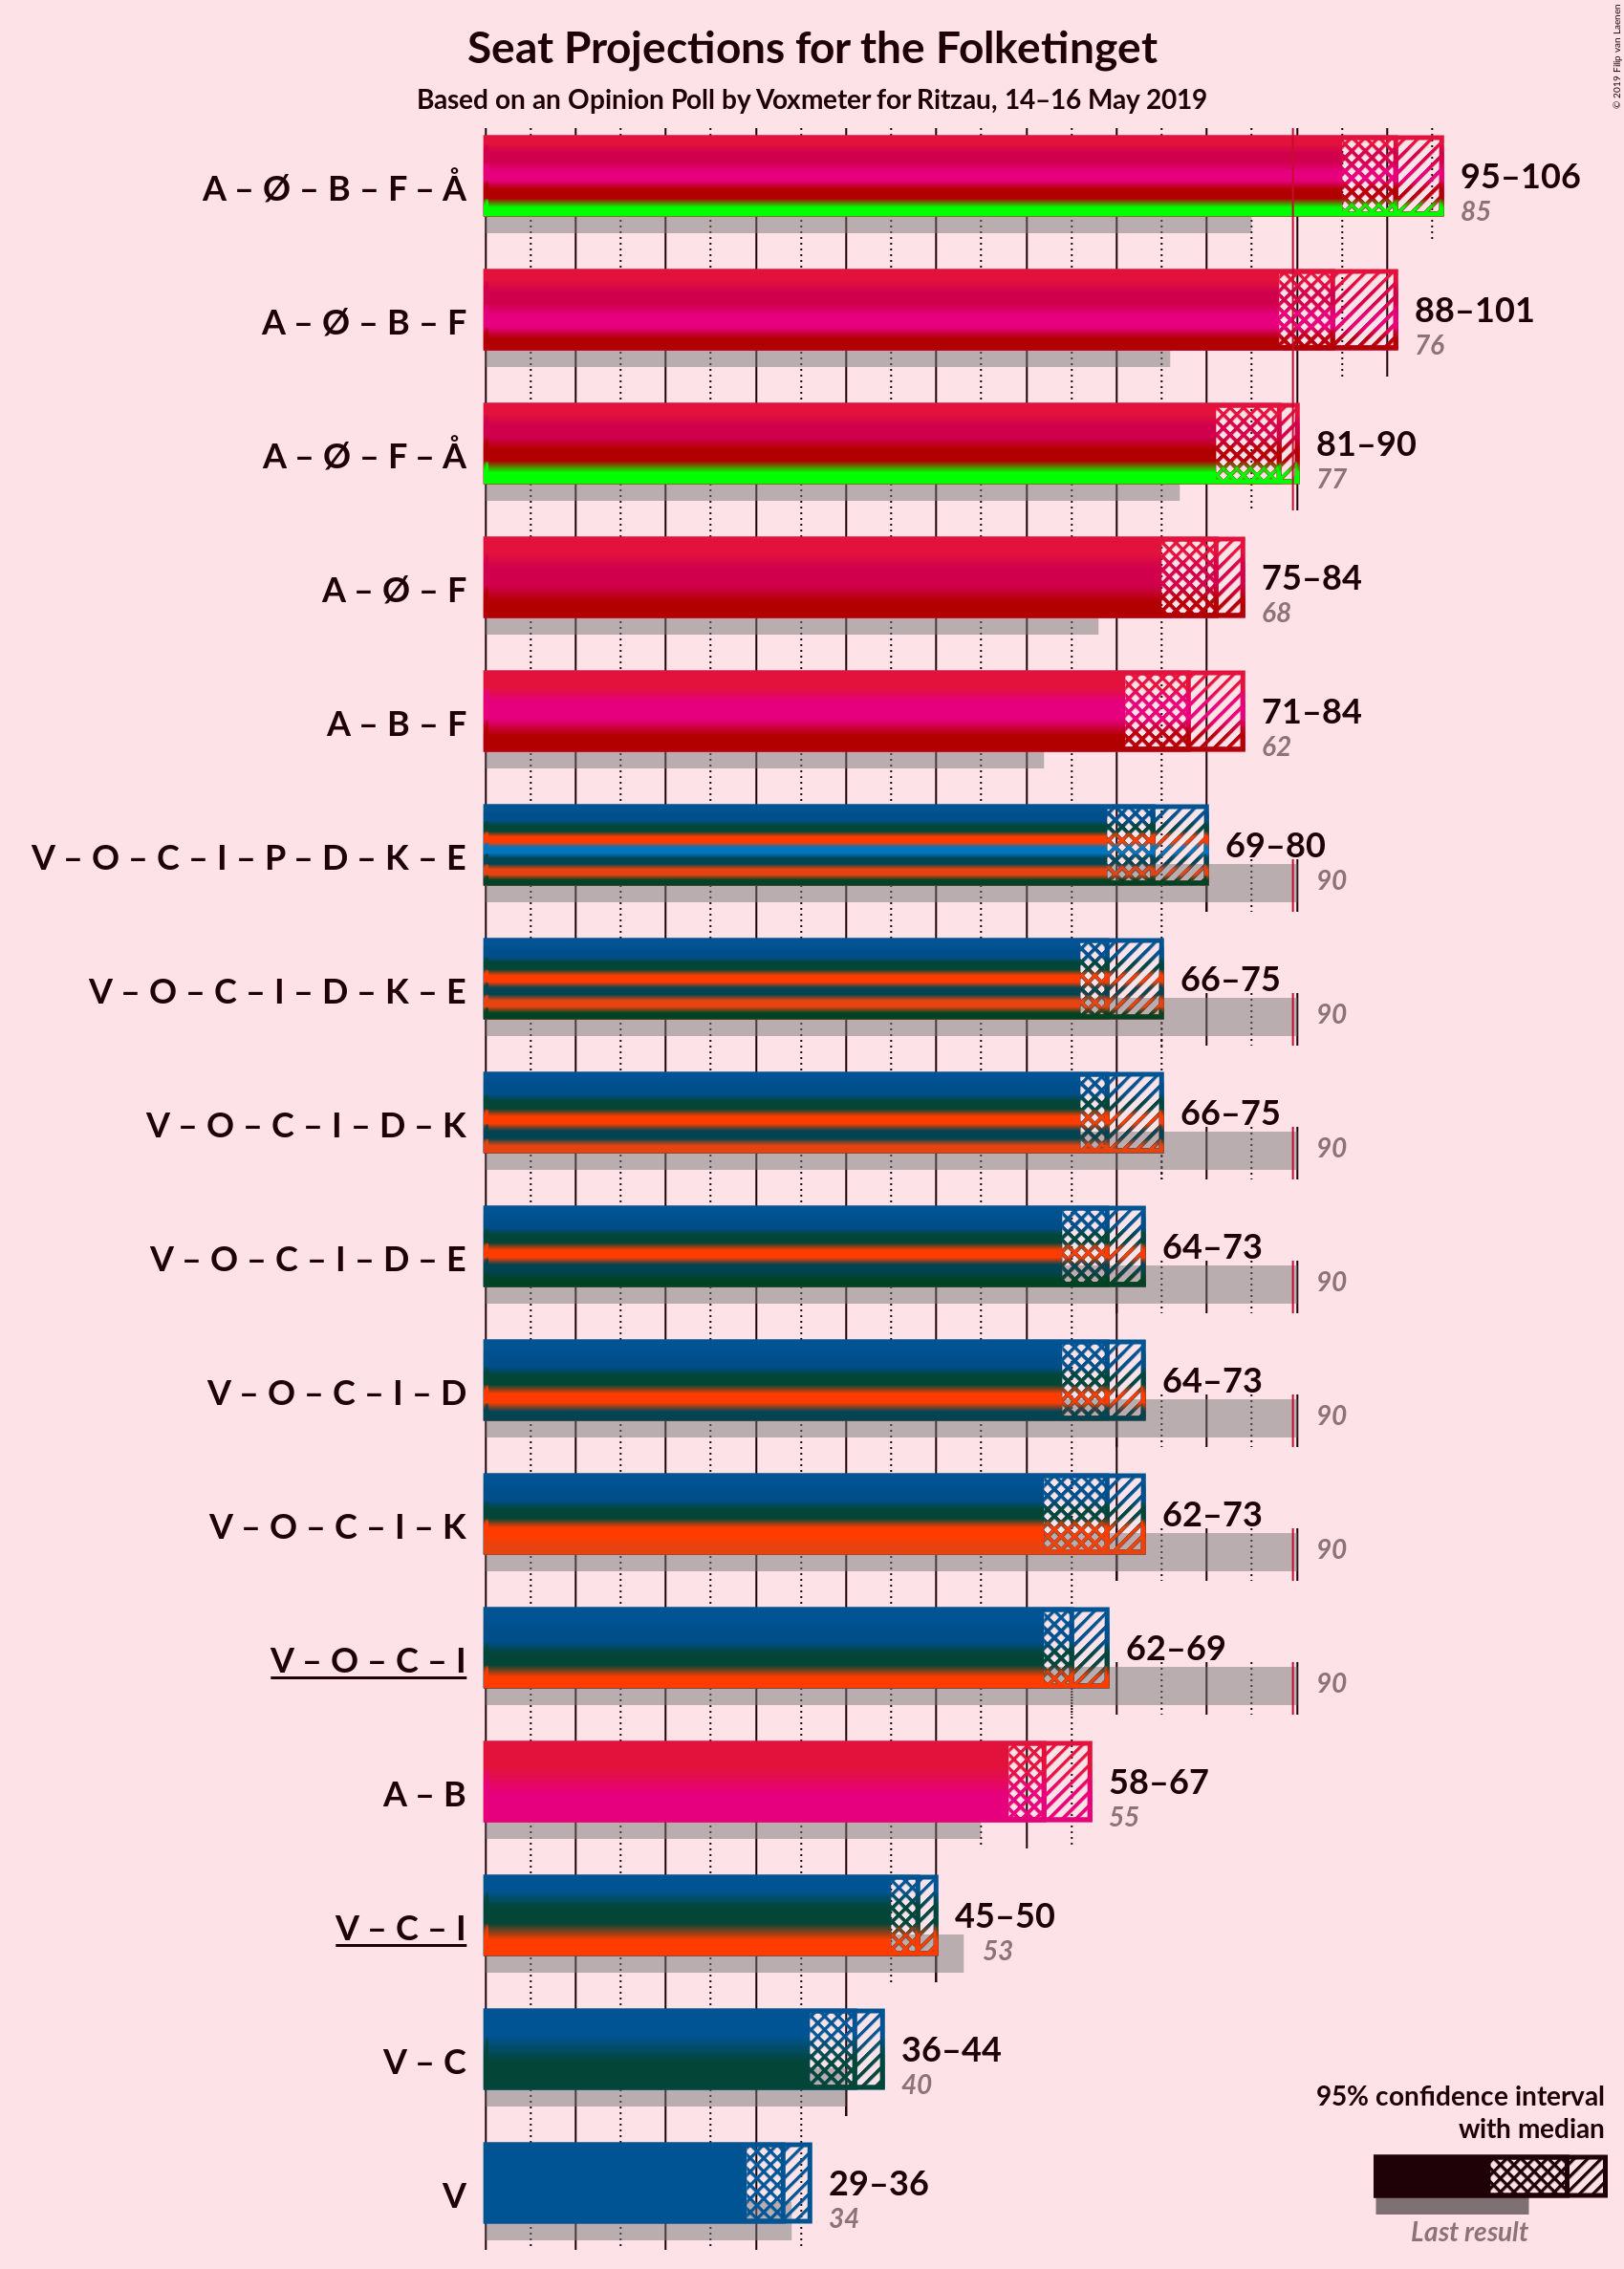 Seat Projections for the Folketinget
Based on an Opinion Poll by Voxmeter for Ritzau, 14–16 May 2019
© 2019 Filip van Laenen
A – Ø – B – F – Å
95–106
85
A – Ø – B – F
88–101
76
A – Ø – F – Å
81–90
77
A – Ø – F
75–84
68
A – B – F
71–84
62
V – O – C – I – P – D – K – E
69–80
90
V – O – C – I – D – K – E
66–75
90
V – O – C – I – D – K
66–75
90
V – O – C – I – D – E
64–73
90
V – O – C – I – D
64–73
90
V – O – C – I – K
62–73
90
V – O – C – I
62–69
90
A – B
58–67
55
V – C – I
45–50
53
V – C
36–44
40
V
29–36
34
95% confidence interval
with median
Last result